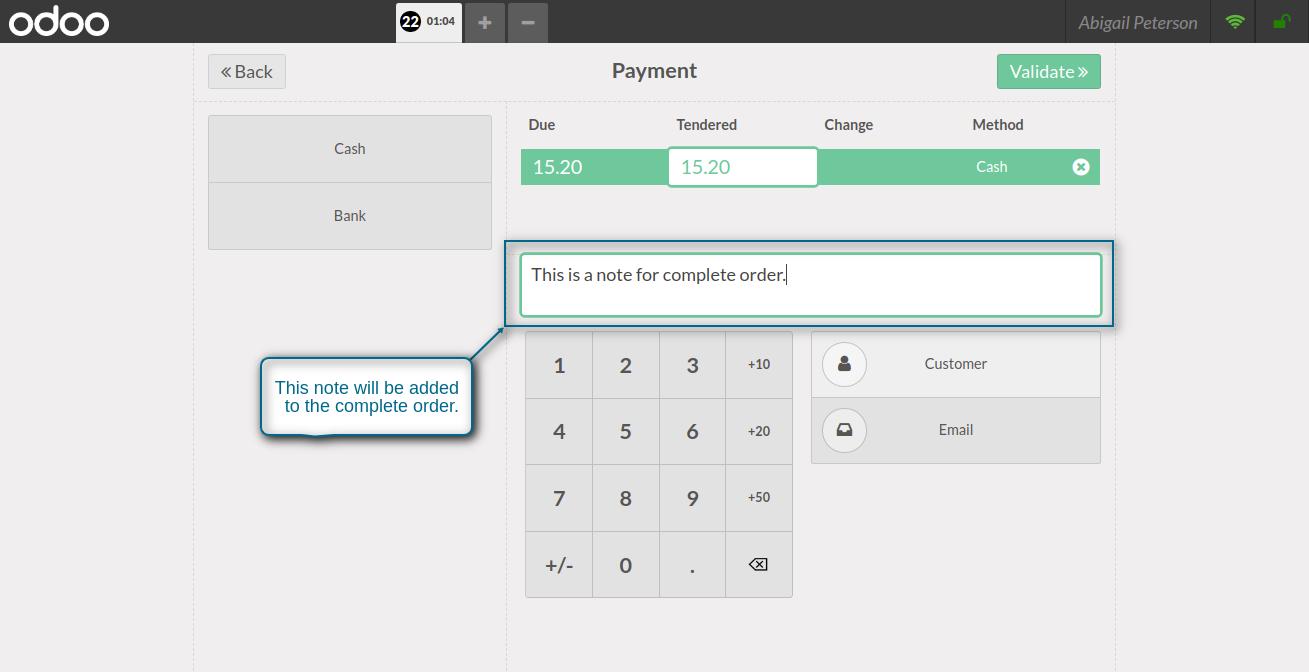 odoo
22 01:04
Abigail Peterson
Back
Payment
Validate
Cash
Bank
Due Tendered Change Method
15.20 15.20 Cash
This is a note for complete order.
This note will be added
to the complete order.
1 2 3 +10
4 5 6 +20
7 8 9 +50
+/- 0 .
Customer
Email